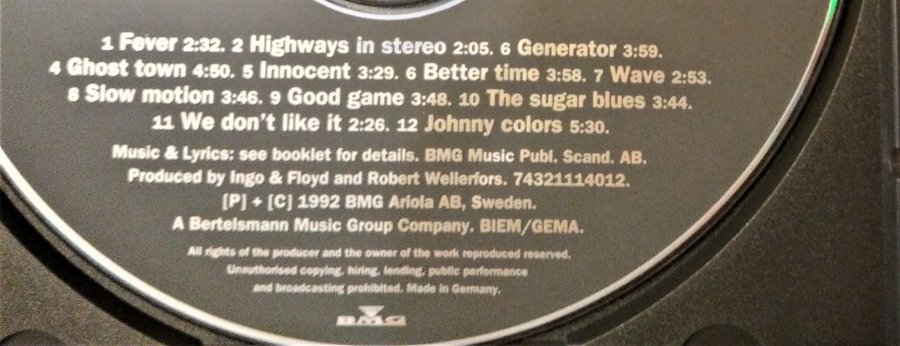 1 Fever 2:32. 2 Highways in stereo 2:05. 6 Generator 3:59.
4 Ghost town 4:50. 5 Innocent 3:29. 6 Better time 3:58. 7 Wave 2:53.
8 Slow motion 3:46. 9 Good game 3:48. 10 The sugar blues 3:44.
11 We don't like it 2:26. 12 Johnny colors 5:30.
Music & Lyrics: see booklet for details. BMG Music Publ. Scand. AB.
Produced by Ingo & Floyd and Robert Wellerfors. 74321114012.
[P] + [C] 1992 BMG Ariola AB, Sweden.
A Bertelsmann Music Group Company. BIEM/GEMA.
All rights of the producer and the owner of the work reproduced reserved.
Unauthorised copying, hiring, lending, public performance
and broadcasting prohibited. Made in Germany.
BMG